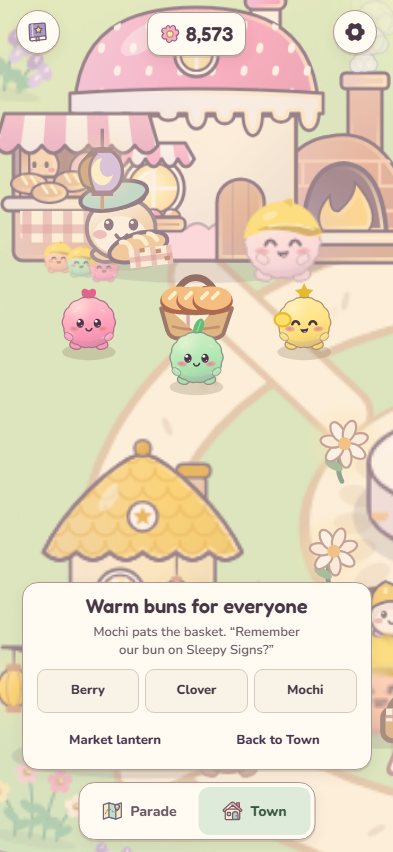 8,573
Warm buns for everyone
Mochi pats the basket. “Remember
our bun on Sleepy Signs?”
Berry
Clover
Mochi
Market lantern
Back to Town
Parade
Town